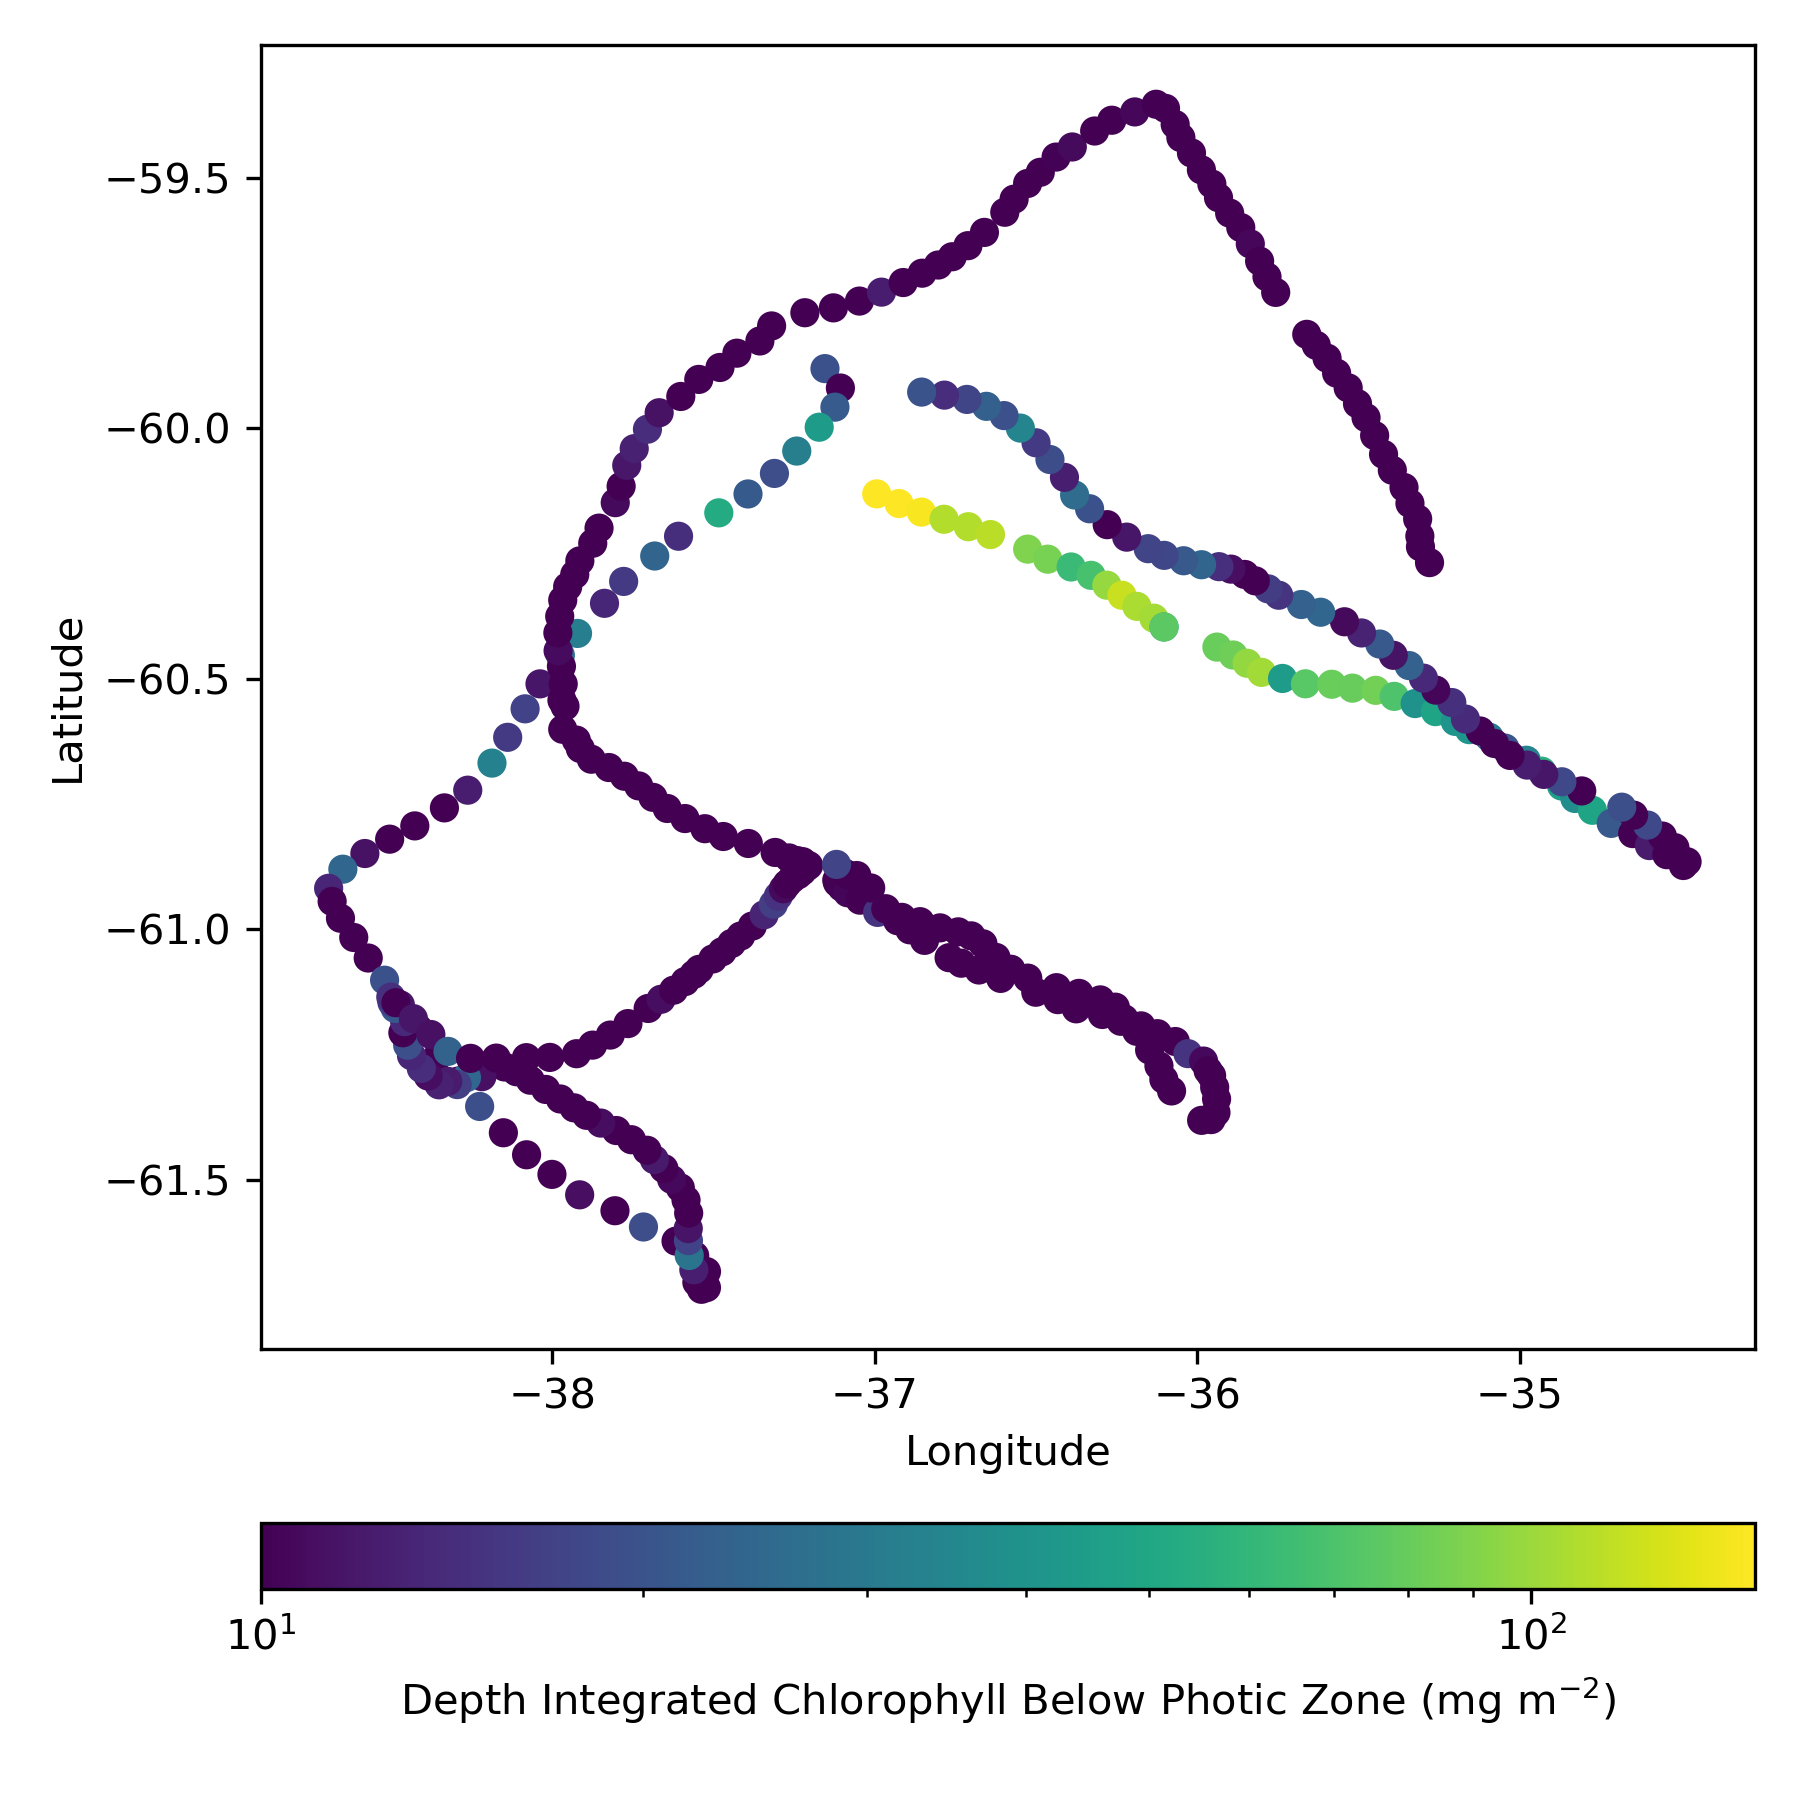 −59.5
−60.0
−60.5
−61.0
−61.5
Latitude
−38 −37 −36 −35
Longitude
10¹ 10²
Depth Integrated Chlorophyll Below Photic Zone (mg m⁻²)